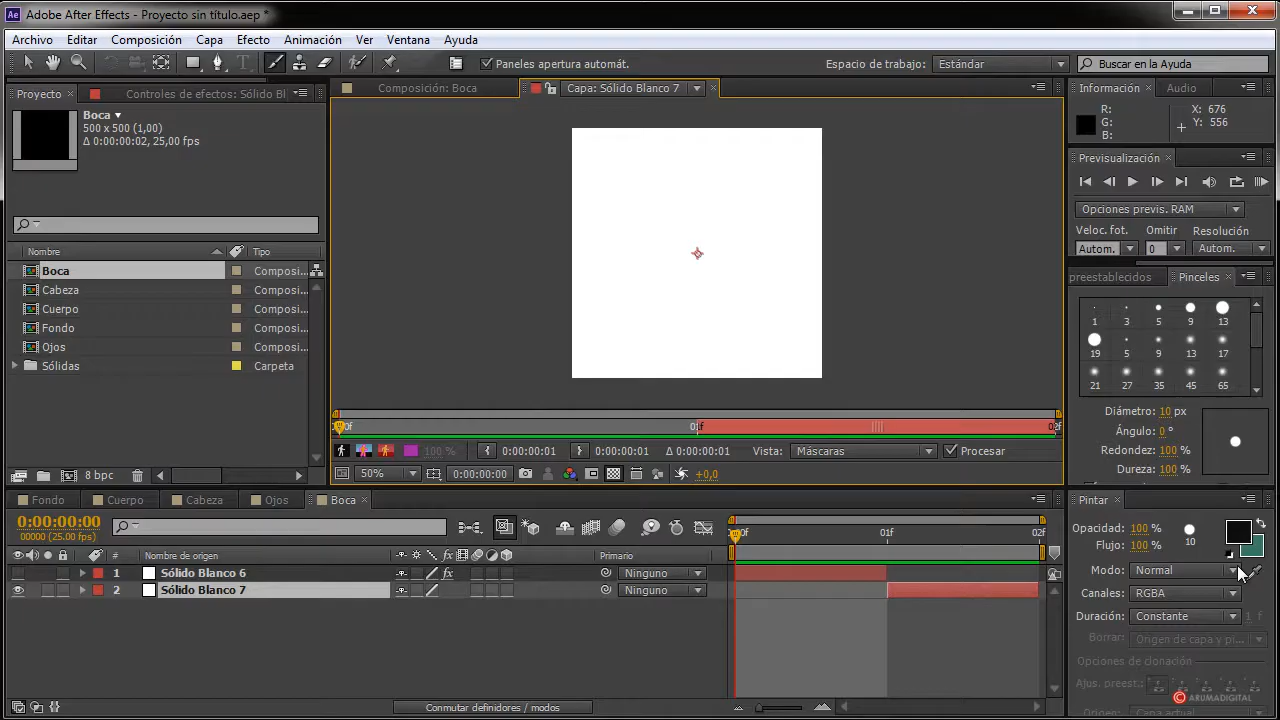 Adobe After Effects - Proyecto sin título.aep *
Archivo Editar Composición Capa Efecto Animación Ver Ventana Ayuda
Paneles apertura automát. Espacio de trabajo: Estándar Buscar en la Ayuda
Proyecto Controles de efectos: Sólido Bl Composición: Boca Capa: Sólido Blanco 7 Información Audio
Boca
500 x 500 (1,00)
Δ 0:00:00:02, 25,00 fps
R: X: 676
G: Y: 556
B:
Previsualización
Opciones previs. RAM
Veloc. fot. Omitir Resolución
Autom. 0 Autom.
Nombre Tipo
Boca Composi...
Cabeza Composi...
Cuerpo Composi...
Fondo Composi...
Ojos Composi...
Sólidas Carpeta
preestablecidos Pinceles
1 3 5 9 13
19 5 9 13 17
21 27 35 45 65
Diámetro: 10 px
Ángulo: 0 °
Redondez: 100 %
Dureza: 100 %
01f 02f
100 % 0:00:00:01 0:00:00:01 Δ 0:00:00:01 Vista: Máscaras Procesar
8 bpc 50% 0:00:00:00 +0,0
Fondo Cuerpo Cabeza Ojos Boca
0:00:00:00
00000 (25.00 fps)
00f 01f 02f
# Nombre de origen Primario
1 Sólido Blanco 6 Ninguno
2 Sólido Blanco 7 Ninguno
Conmutar definidores / modos
Pintar
Opacidad: 100 %
Flujo: 100 % 10
Modo: Normal
Canales: RGBA
Duración: Constante 1 f
Borrar: Origen de capa y pi...
Opciones de clonación
Ajus. preest.:
ARUMADIGITAL
Origen: Capa actual